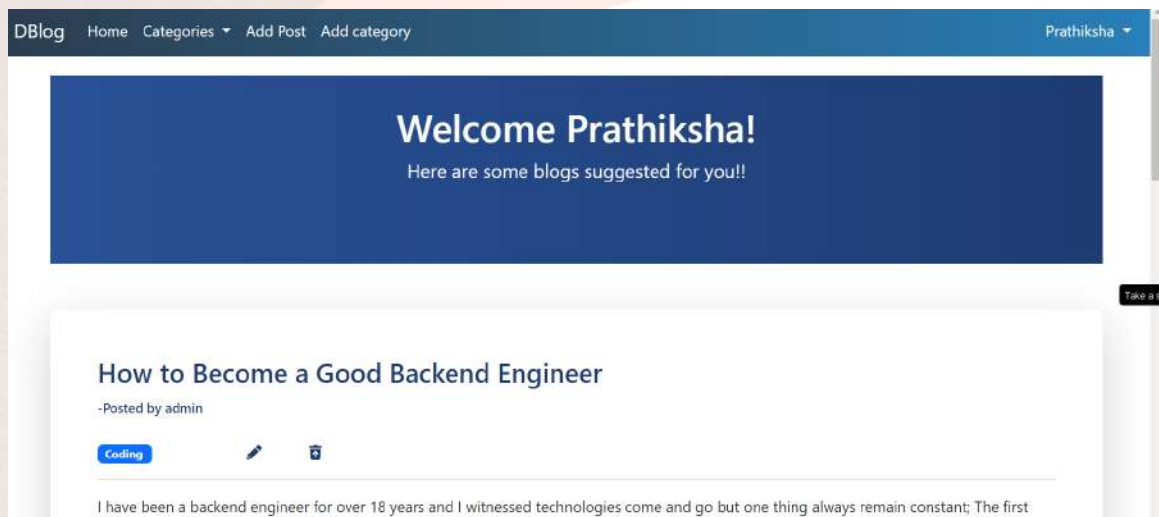 DBlog Home Categories Add Post Add category Prathiksha
Welcome Prathiksha!
Here are some blogs suggested for you!!
Take a s
How to Become a Good Backend Engineer
-Posted by admin
Coding
I have been a backend engineer for over 18 years and I witnessed technologies come and go but one thing always remain constant; The first